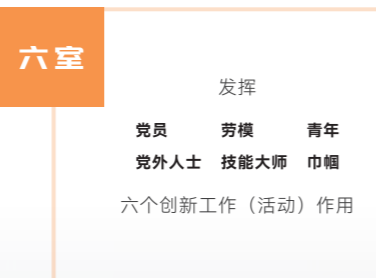 六室
发挥
党员 劳模 青年
党外人士 技能大师 巾帼
六个创新工作（活动）作用